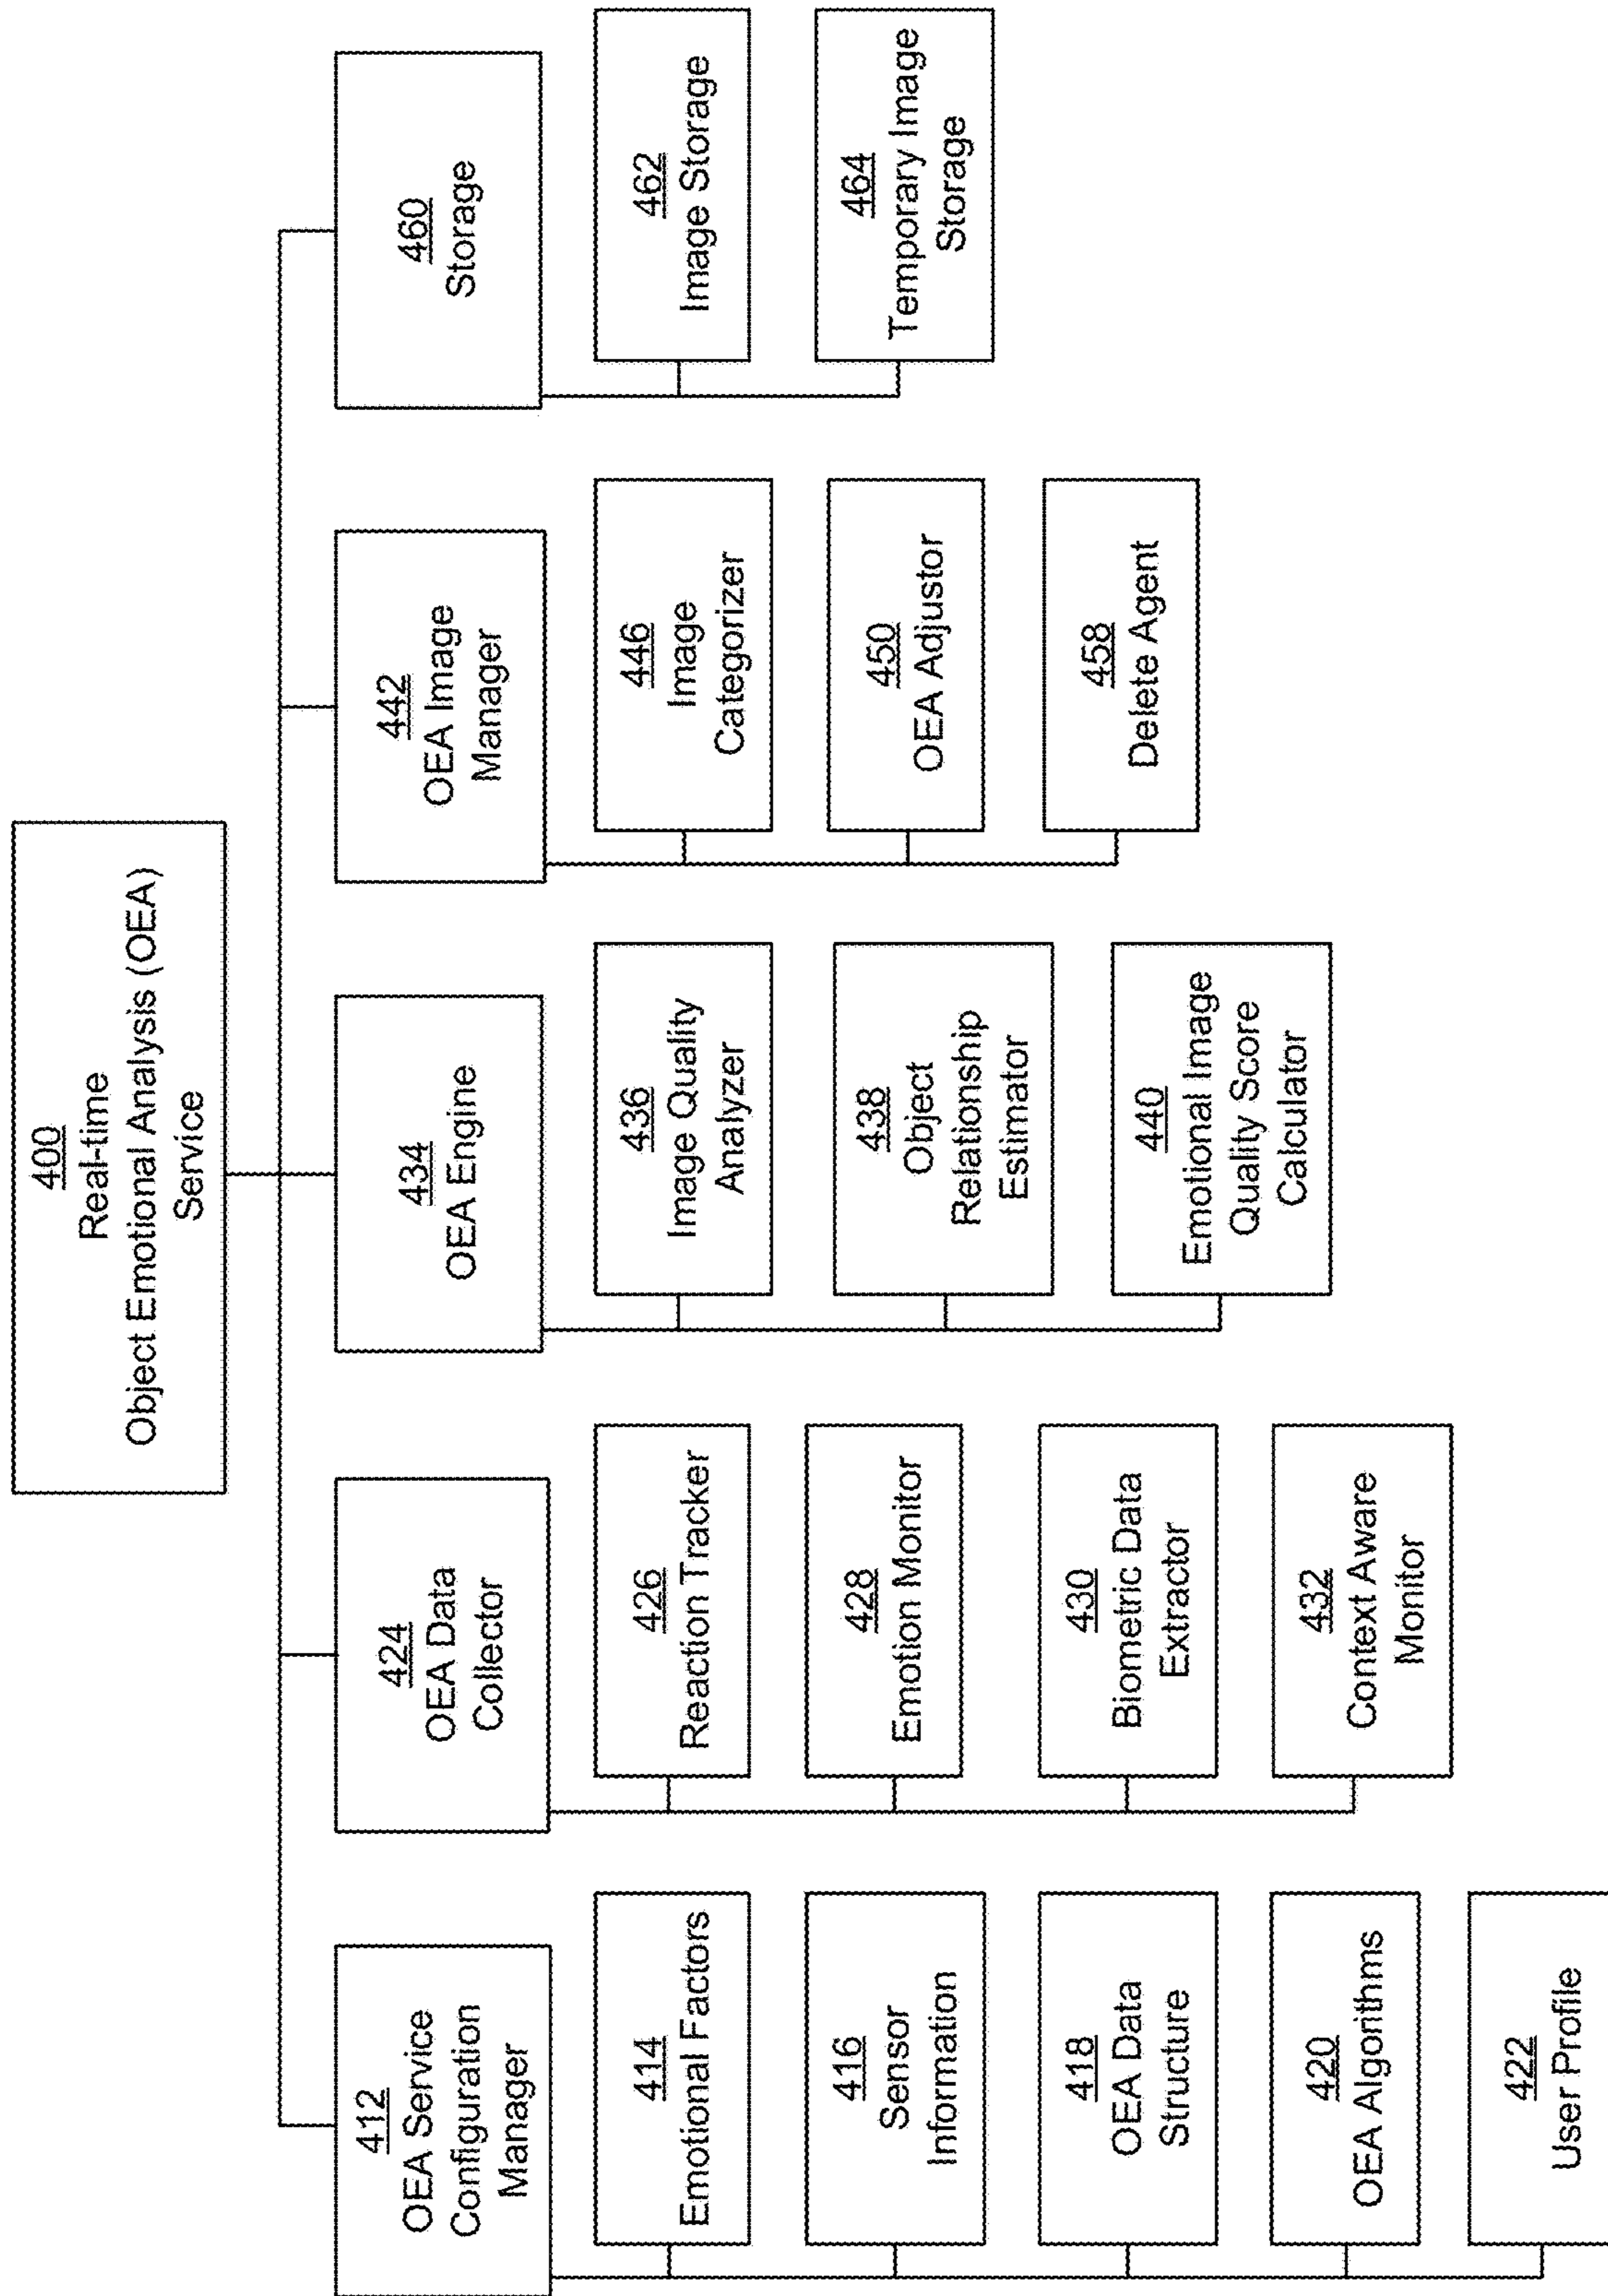 400
Real-time
Object Emotional Analysis (OEA)
Service
412
OEA Service
Configuration
Manager
414
Emotional Factors
416
Sensor
Information
418
OEA Data
Structure
420
OEA Algorithms
422
User Profile
424
OEA Data
Collector
426
Reaction Tracker
428
Emotion Monitor
430
Biometric Data
Extractor
432
Context Aware
Monitor
434
OEA Engine
436
Image Quality
Analyzer
438
Object
Relationship
Estimator
440
Emotional Image
Quality Score
Calculator
442
OEA Image
Manager
446
Image
Categorizer
450
OEA Adjustor
458
Delete Agent
460
Storage
462
Image Storage
464
Temporary Image
Storage